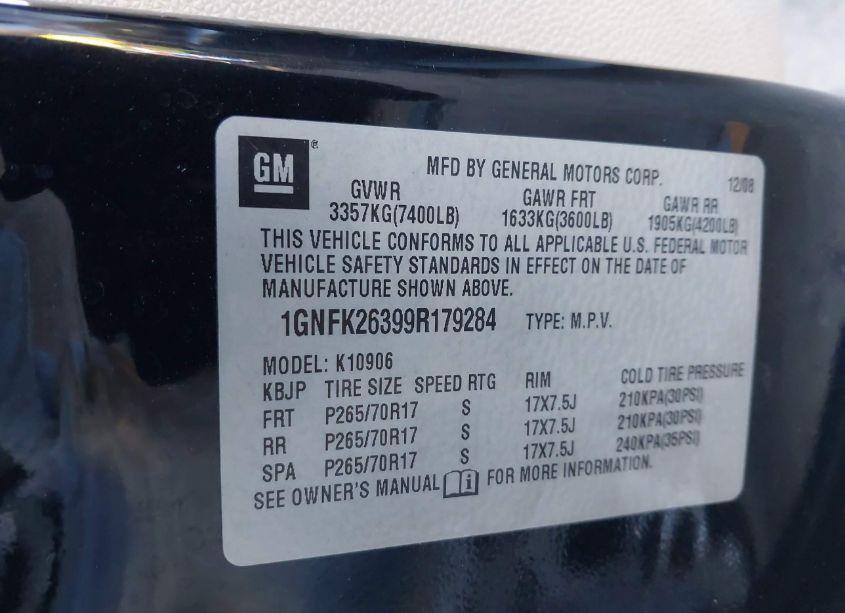 GM ®
MFD BY GENERAL MOTORS CORP. 12/08
GVWR GAWR FRT GAWR RR
3357KG(7400LB) 1633KG(3600LB) 1905KG(4200LB)
THIS VEHICLE CONFORMS TO ALL APPLICABLE U.S. FEDERAL MOTOR
VEHICLE SAFETY STANDARDS IN EFFECT ON THE DATE OF
MANUFACTURE SHOWN ABOVE.
1GNFK26399R179284 TYPE: M.P.V.
MODEL: K10906
KBJP TIRE SIZE SPEED RTG RIM COLD TIRE PRESSURE
FRT P265/70R17 S 17X7.5J 210KPA(30PSI)
RR P265/70R17 S 17X7.5J 210KPA(30PSI)
SPA P265/70R17 S 17X7.5J 240KPA(35PSI)
SEE OWNER'S MANUAL i FOR MORE INFORMATION.